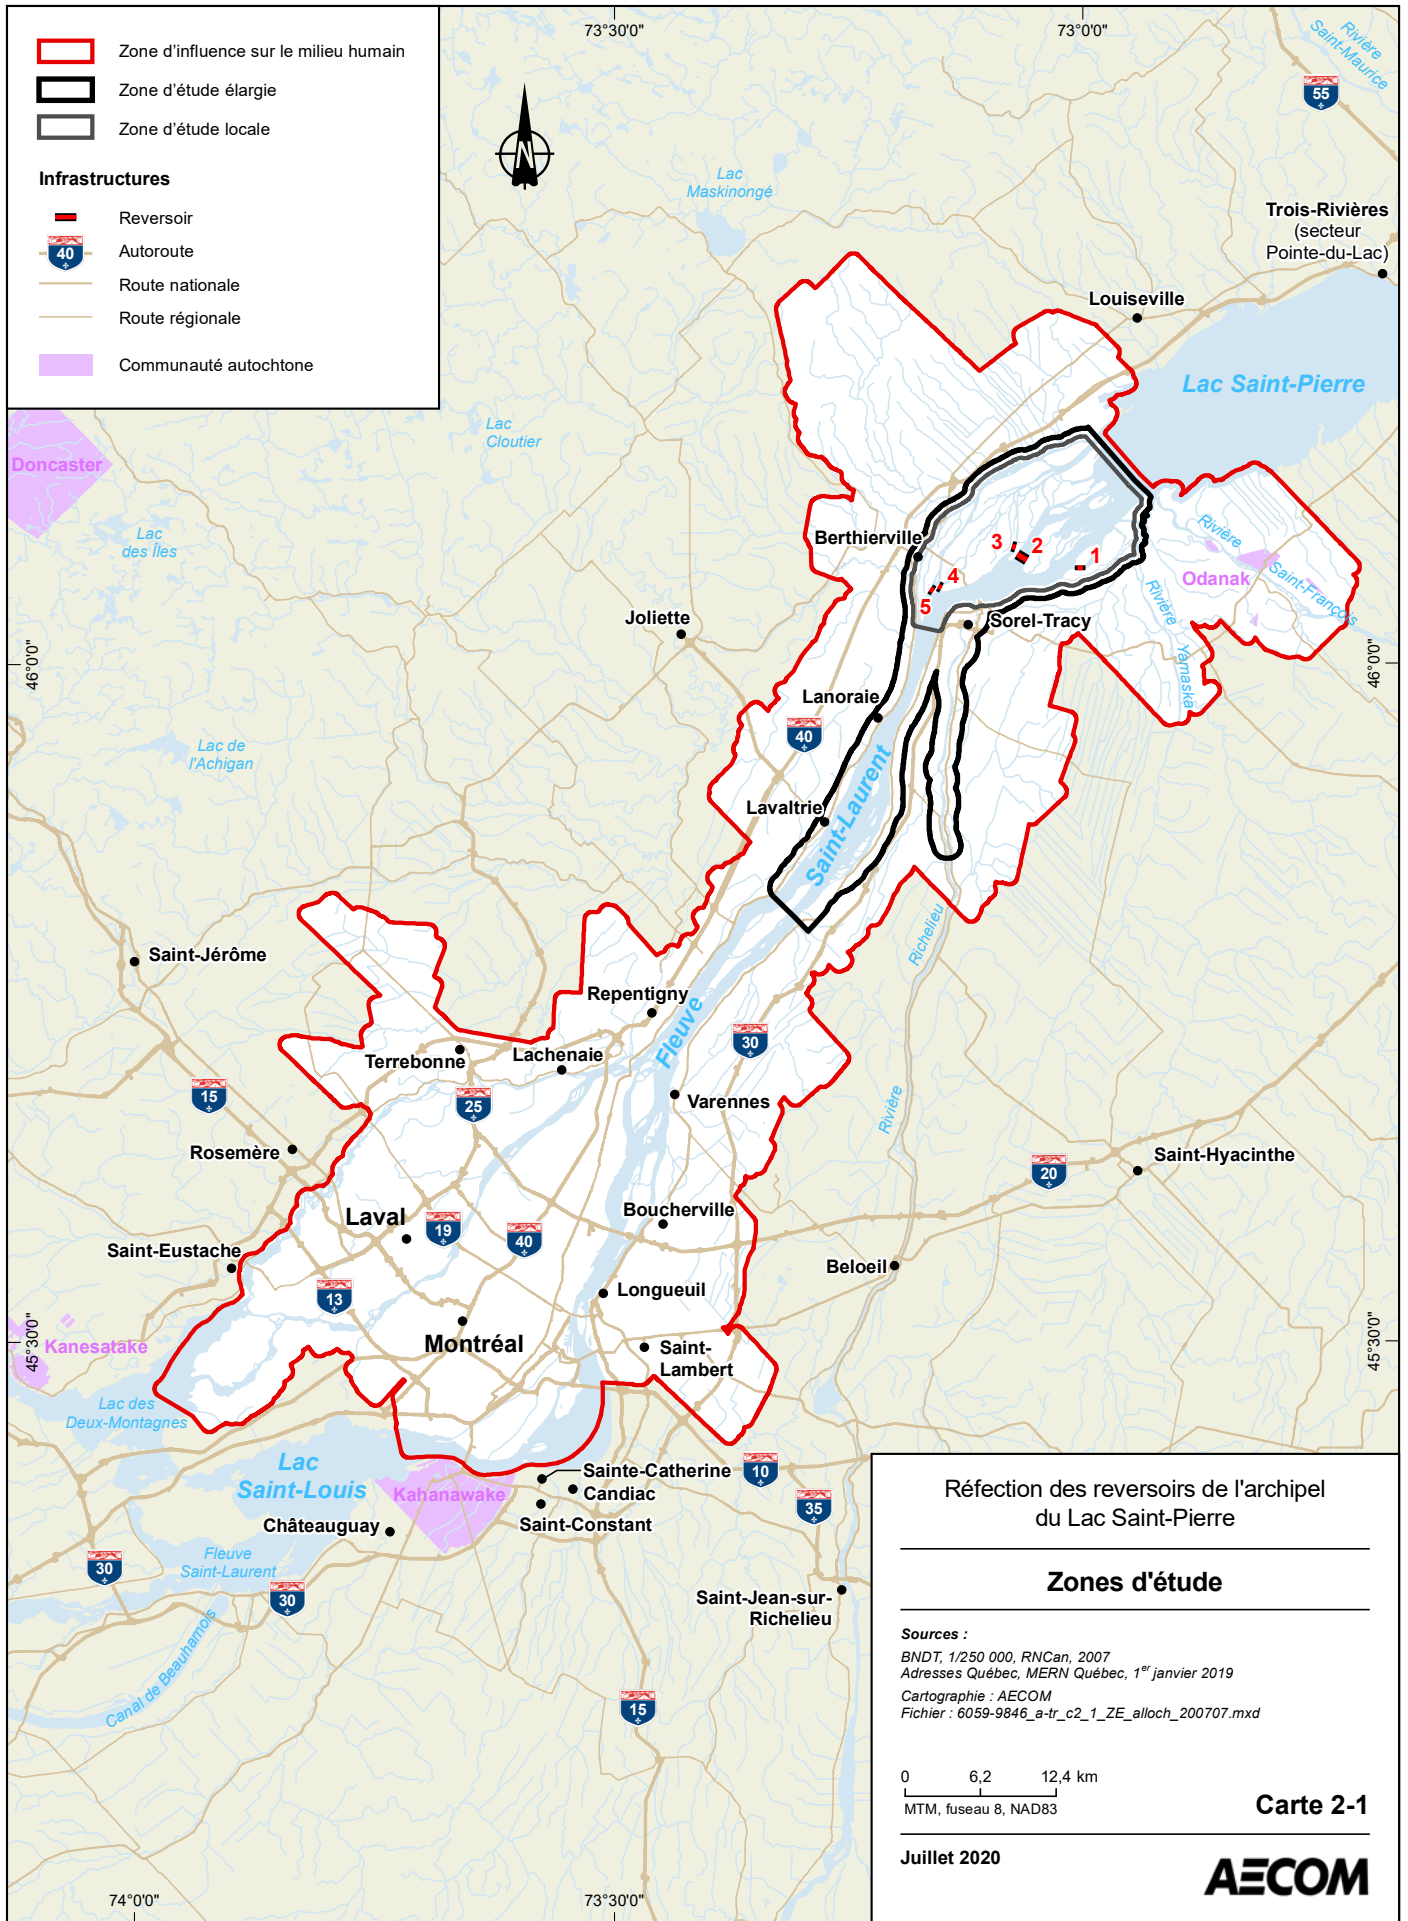 Zone d'influence sur le milieu humain
Zone d'étude élargie
Zone d'étude locale
Infrastructures
Reversoir
40
Autoroute
Route nationale
Route régionale
Communauté autochtone
73°30'0"
73°0'0"
Rivière
Saint-Maurice
55
N
Lac
Maskinongé
Trois-Rivières
(secteur
Pointe-du-Lac)
Louiseville
Lac Saint-Pierre
Lac
Cloutier
Doncaster
Lac
des Îles
Berthierville
3
2
1
4
5
Rivière
Saint-François
Odanak
Rivière
Yamaska
Sorel-Tracy
Joliette
46°0'0"
46°0'0"
Lanoraie
40
Lac de
l'Achigan
Lavaltrie
Saint-Laurent
Richelieu
Saint-Jérôme
Repentigny
Fleuve
30
Terrebonne
Lachenaie
15
25
Varennes
Rivière
Rosemère
Saint-Hyacinthe
20
Laval
19
40
Boucherville
Saint-Eustache
Beloeil
13
Longueuil
Montréal
Saint-
Lambert
45°30'0"
45°30'0"
Kanesatake
Lac des
Deux-Montagnes
Lac
Saint-Louis
Kahanawake
Sainte-Catherine
Candiac
Saint-Constant
10
35
Châteauguay
Fleuve
Saint-Laurent
30
30
Canal de Beauharnois
Saint-Jean-sur-
Richelieu
15
74°0'0"
73°30'0"
Réfection des reversoirs de l'archipel
du Lac Saint-Pierre
Zones d'étude
Sources :
BNDT, 1/250 000, RNCan, 2007
Adresses Québec, MERN Québec, 1er janvier 2019
Cartographie : AECOM
Fichier : 6059-9846_a-tr_c2_1_ZE_alloch_200707.mxd
0 6,2 12,4 km
MTM, fuseau 8, NAD83
Carte 2-1
Juillet 2020
AECOM